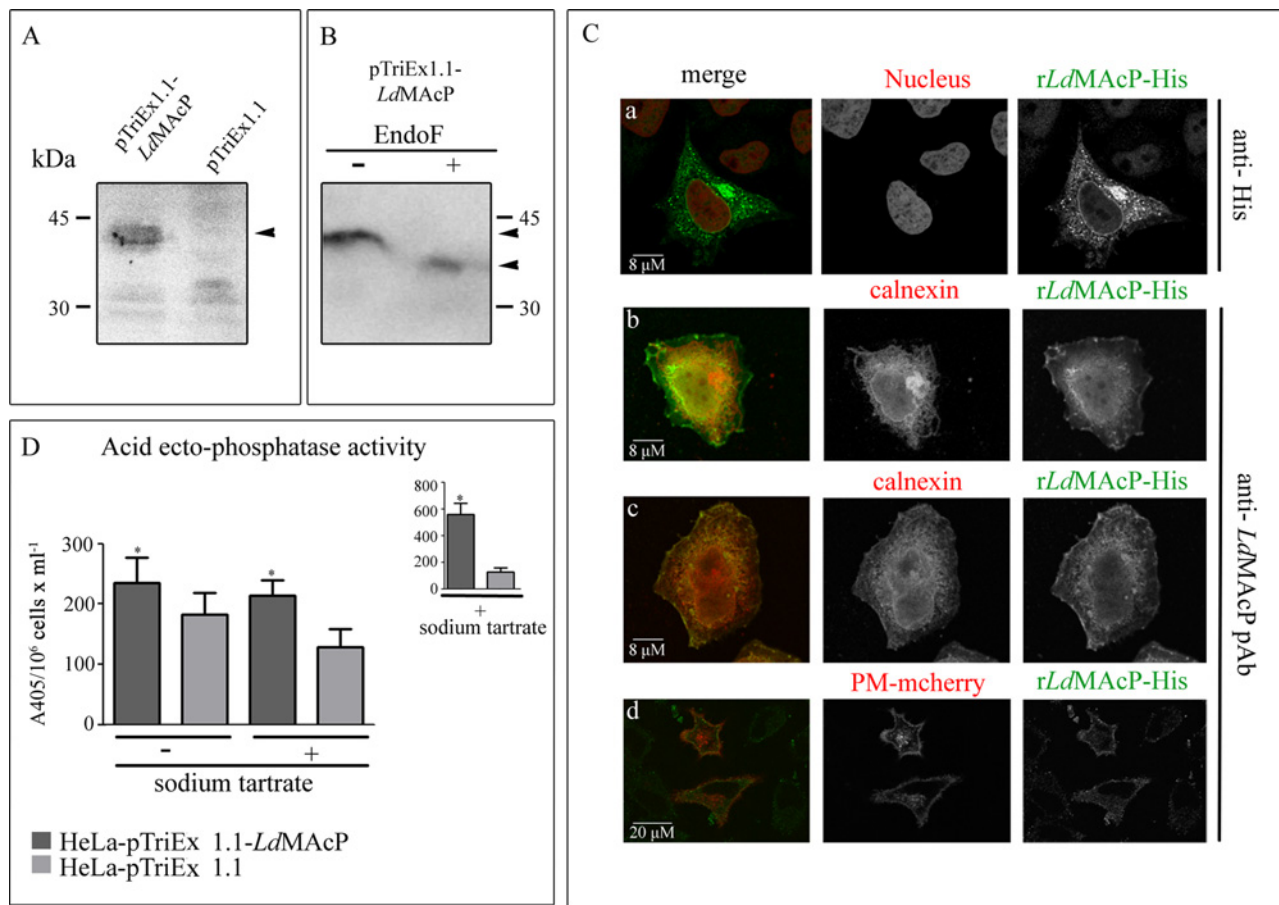 A
pTriEx1.1-
LdMAcP
pTriEx1.1
kDa
45
30
B
pTriEx1.1-
LdMAcP
EndoF
- +
45
30
C
merge Nucleus rLdMAcP-His
a
8 µM
anti- His
calnexin rLdMAcP-His
b
8 µM
calnexin rLdMAcP-His
c
8 µM
PM-mcherry rLdMAcP-His
d
20 µM
anti- LdMAcP pAb
D Acid ecto-phosphatase activity
A405/10⁶ cells x ml⁻¹
300
200
100
0
* *
- +
sodium tartrate
800
600
400
200
0
*
+
sodium tartrate
HeLa-pTriEx 1.1-LdMAcP
HeLa-pTriEx 1.1